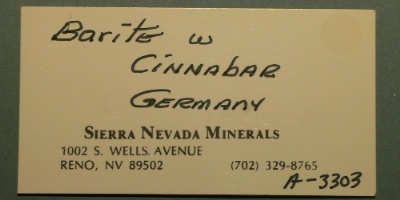 Barite w
Cinnabar
Germany
Sierra Nevada Minerals
1002 S. WELLS. AVENUE
RENO, NV 89502 (702) 329-8765
A-3303